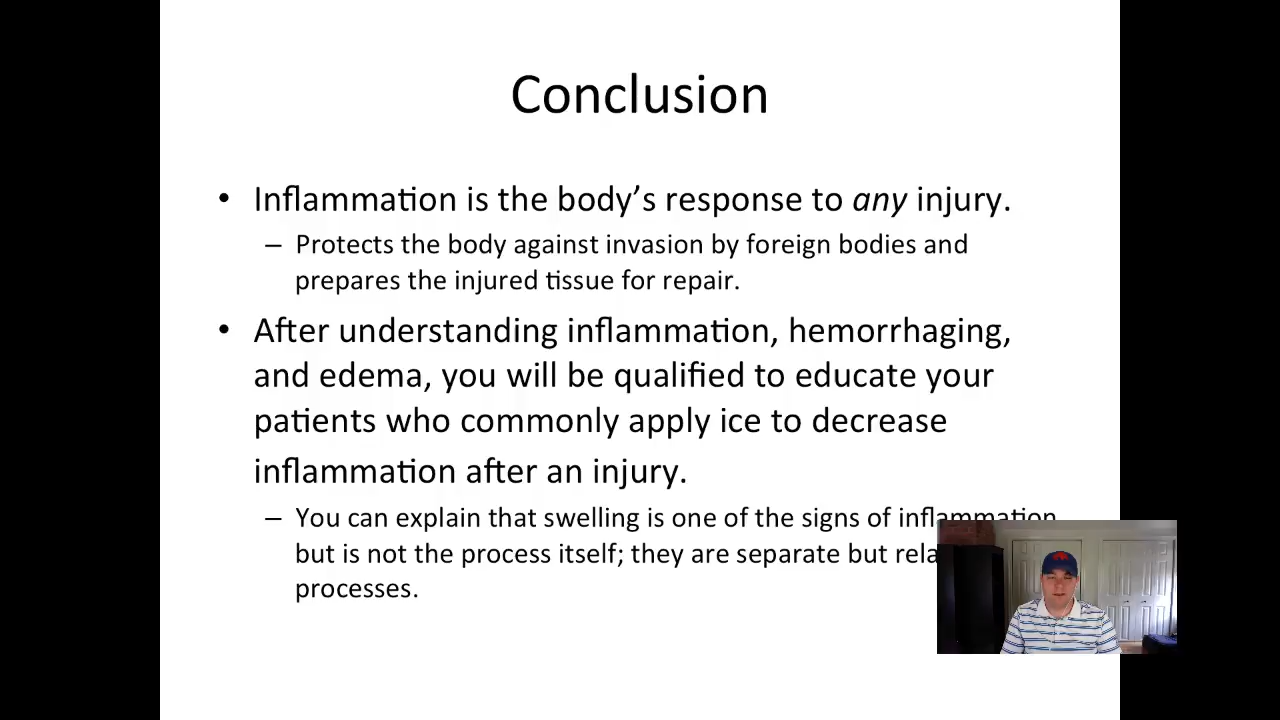 Conclusion
• Inflammation is the body’s response to any injury.
– Protects the body against invasion by foreign bodies and
prepares the injured tissue for repair.
• After understanding inflammation, hemorrhaging,
and edema, you will be qualified to educate your
patients who commonly apply ice to decrease
inflammation after an injury.
– You can explain that swelling is one of the signs of inflammation
but is not the process itself; they are separate but
processes.